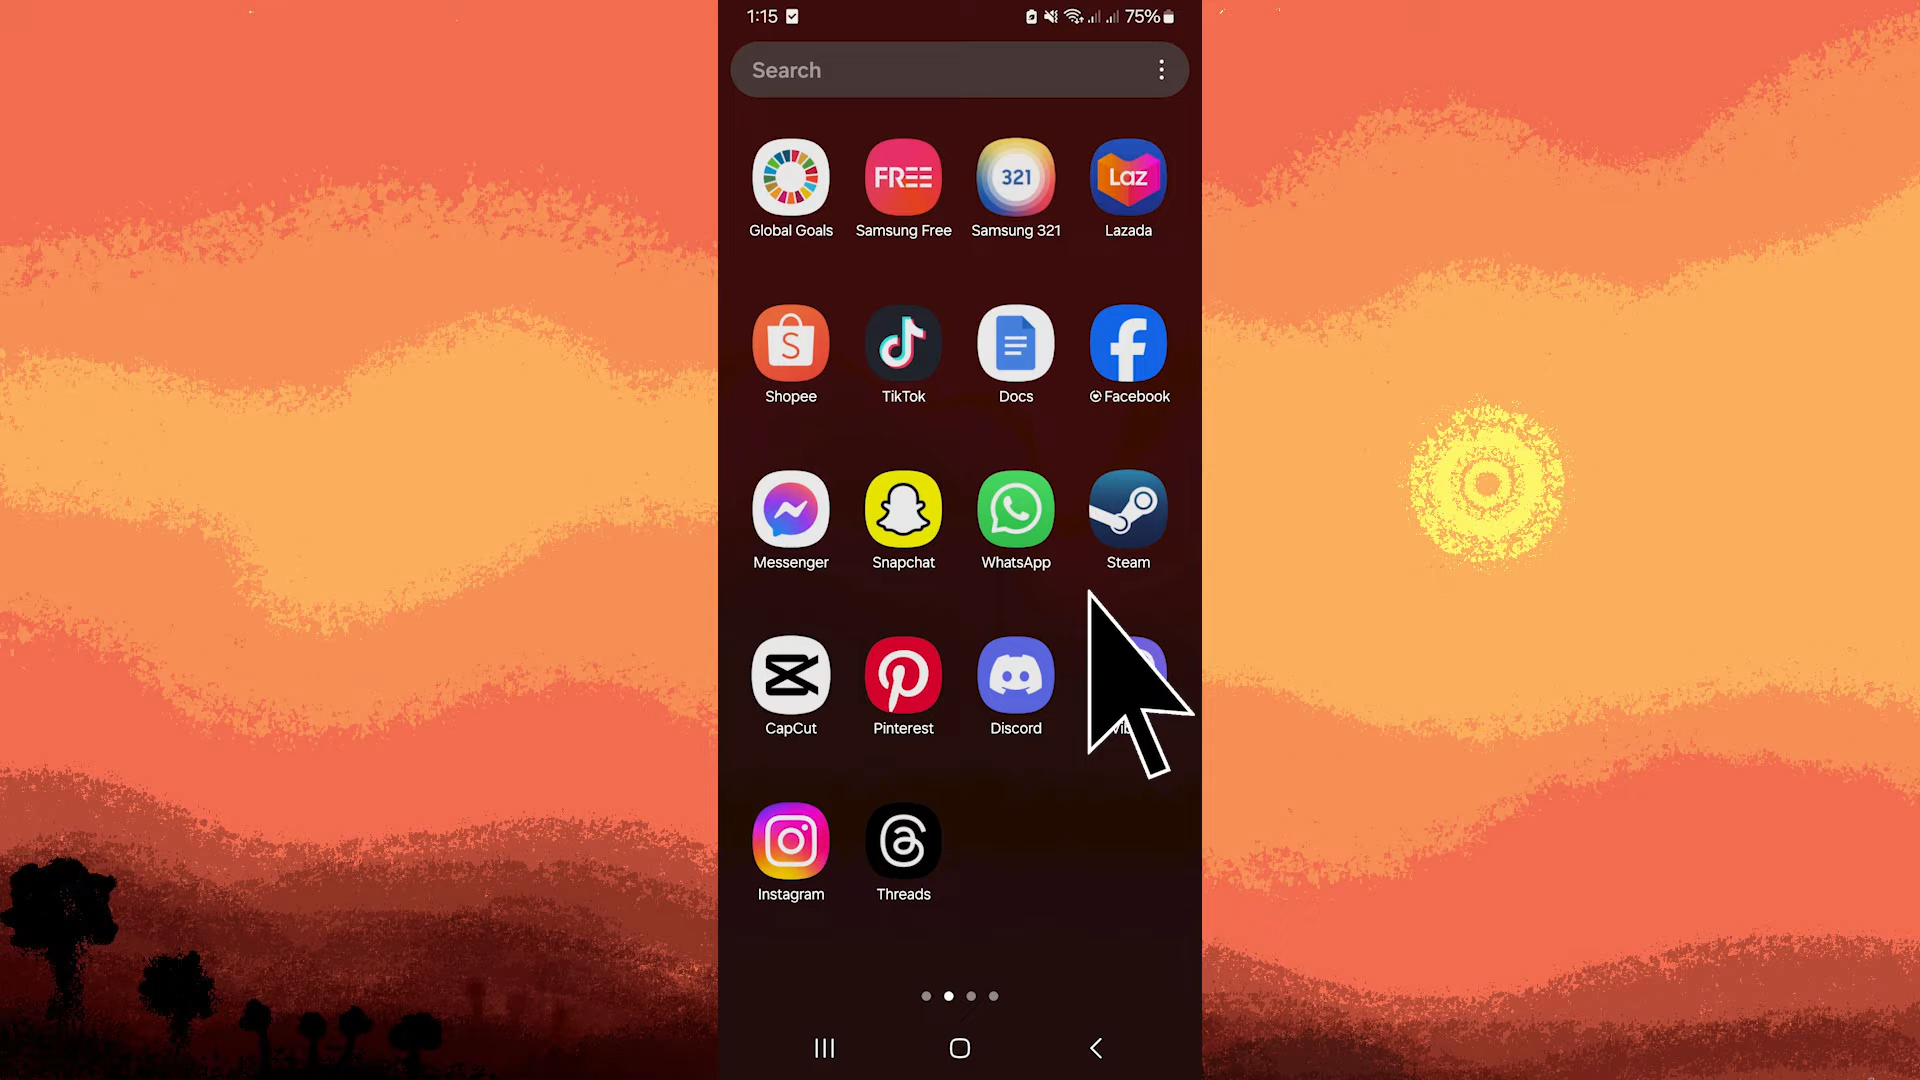 1:15
75%
Search
FREE
321
Laz
Global Goals
Samsung Free
Samsung 321
Lazada
S
Shopee
TikTok
Docs
Facebook
Messenger
Snapchat
WhatsApp
Steam
CapCut
Pinterest
Discord
Instagram
Threads